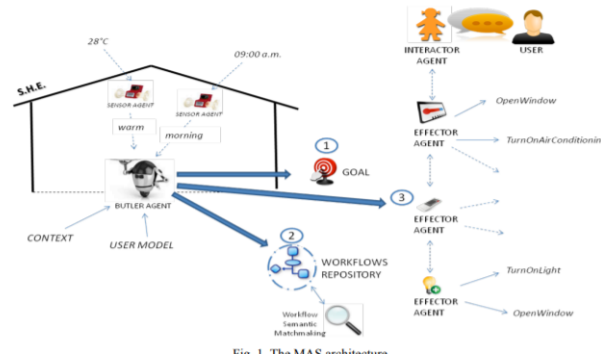 28°C
09:00 a.m.
S.H.E.
SENSOR AGENT
SENSOR AGENT
warm
morning
BUTLER AGENT
CONTEXT
USER MODEL
1
GOAL
2
WORKFLOWS
REPOSITORY
Workflow
Semantic
Matchmaking
3
INTERACTOR
AGENT
USER
EFFECTOR
AGENT
OpenWindow
TurnOnAirConditionin
EFFECTOR
AGENT
EFFECTOR
AGENT
TurnOnLight
OpenWindow
Fig. 1. The MAS architecture